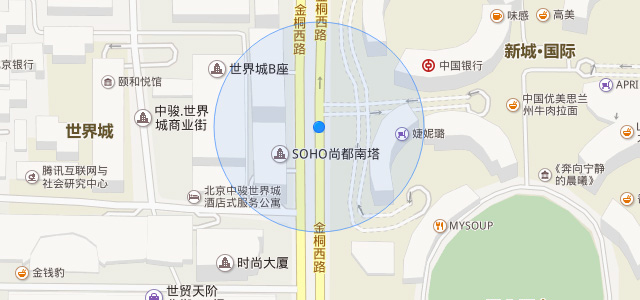 金桐西路
金桐西路
味感
高美
京银行
世界城B座
新城·国际
中国银行
颐和悦馆
APRI
中骏.世界
城商业街
中国优美思兰
州牛肉拉面
世界城
婕妮璐
SOHO尚都南塔
腾讯互联网与
社会研究中心
《奔向宁静
的晨曦》
北京中骏世界城
酒店式服务公寓
MYSOUP
金桐西路
时尚大厦
金钱豹
世贸天阶